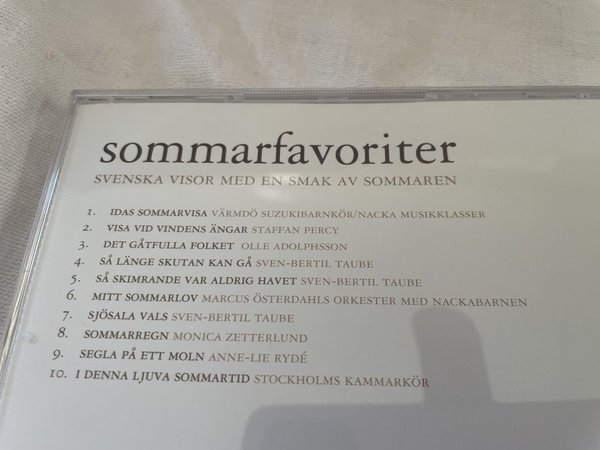 sommarfavoriter
SVENSKA VISOR MED EN SMAK AV SOMMAREN
1. IDAS SOMMARVISA VÄRMDÖ SUZUKIBARNKÖR/NACKA MUSIKKLASSER
2. VISA VID VINDENS ÄNGAR STAFFAN PERCY
3. DET GÅTFULLA FOLKET OLLE ADOLPHSSON
4. SÅ LÄNGE SKUTAN KAN GÅ SVEN-BERTIL TAUBE
5. SÅ SKIMRANDE VAR ALDRIG HAVET SVEN-BERTIL TAUBE
6. MITT SOMMARLOV MARCUS ÖSTERDAHLS ORKESTER MED NACKABARNEN
7. SJÖSALA VALS SVEN-BERTIL TAUBE
8. SOMMARREGN MONICA ZETTERLUND
9. SEGLA PÅ ETT MOLN ANNE-LIE RYDÉ
10. I DENNA LJUVA SOMMARTID STOCKHOLMS KAMMARKÖR